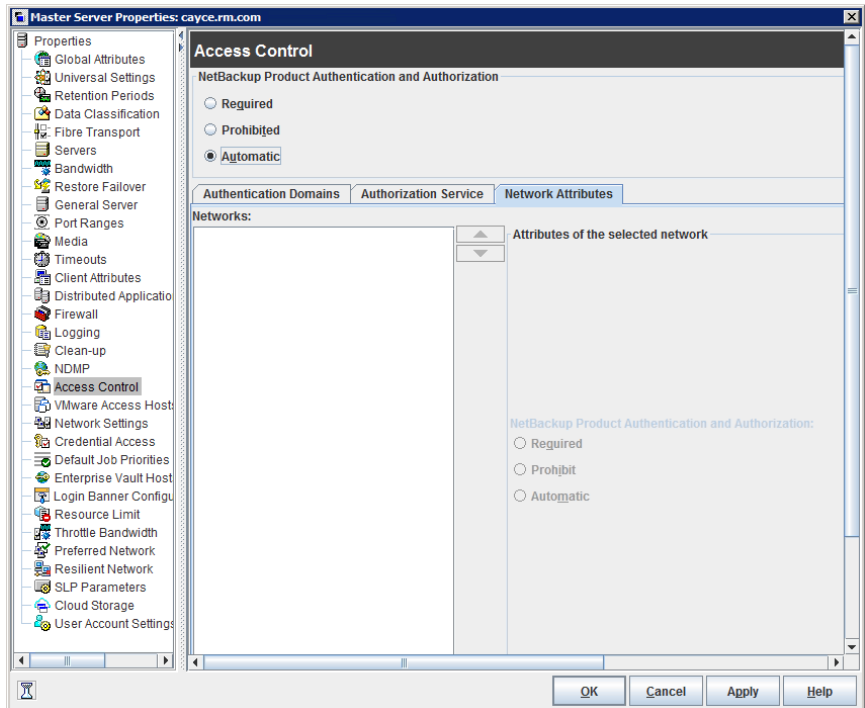 Master Server Properties: cayce.rm.com
Properties
Global Attributes
Universal Settings
Retention Periods
Data Classification
Fibre Transport
Servers
Bandwidth
Restore Failover
General Server
Port Ranges
Media
Timeouts
Client Attributes
Distributed Applicatio
Firewall
Logging
Clean-up
NDMP
Access Control
VMware Access Hosts
Network Settings
Credential Access
Default Job Priorities
Enterprise Vault Host
Login Banner Configu
Resource Limit
Throttle Bandwidth
Preferred Network
Resilient Network
SLP Parameters
Cloud Storage
User Account Settings
Access Control
NetBackup Product Authentication and Authorization
Required
Prohibited
Automatic
Authentication Domains Authorization Service Network Attributes
Networks:
Attributes of the selected network
NetBackup Product Authentication and Authorization:
Required
Prohibit
Automatic
OK Cancel Apply Help